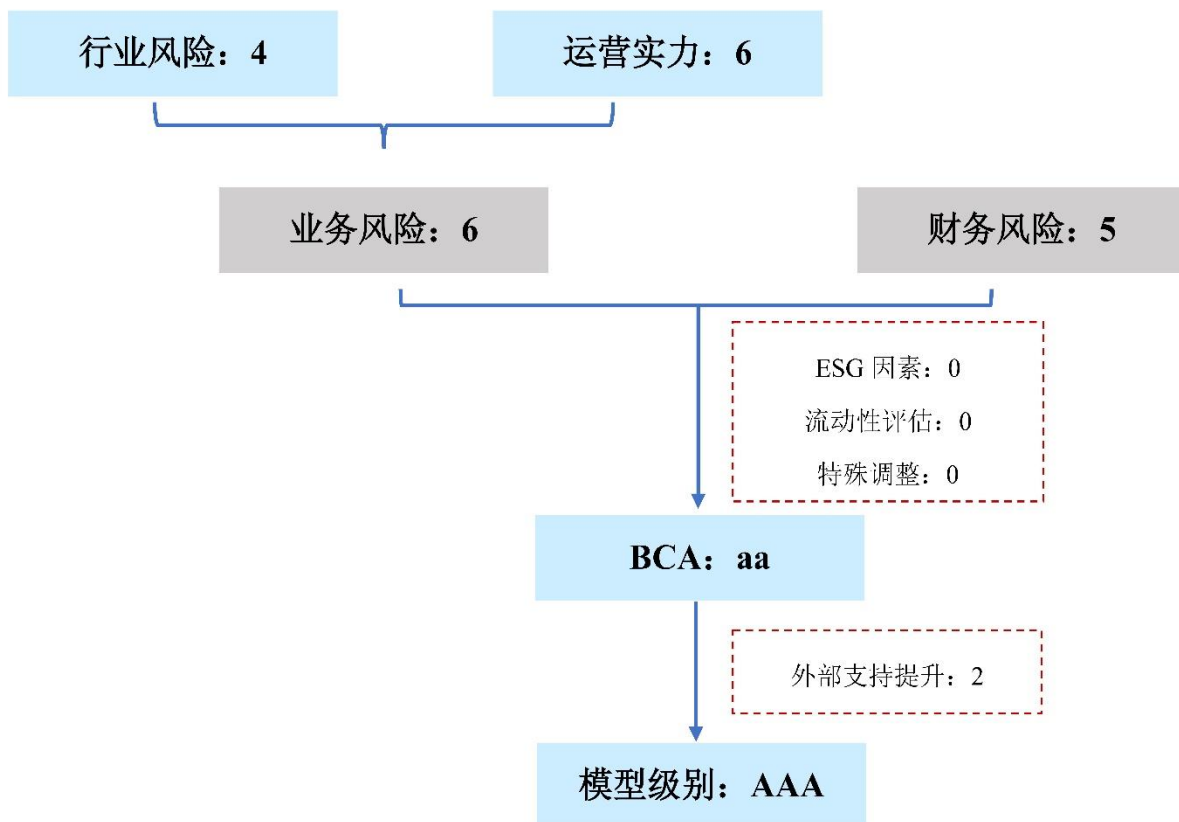 行业风险：4
运营实力：6
业务风险：6
财务风险：5
ESG 因素：0
流动性评估：0
特殊调整：0
BCA：aa
外部支持提升：2
模型级别：AAA